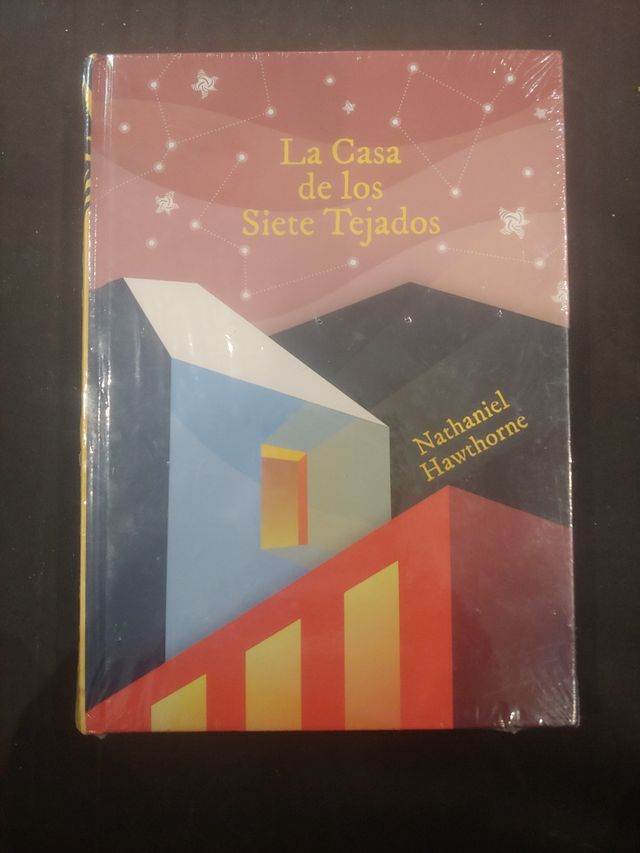 La Casa
de los
Siete Tejados
Nathaniel
Hawthorne